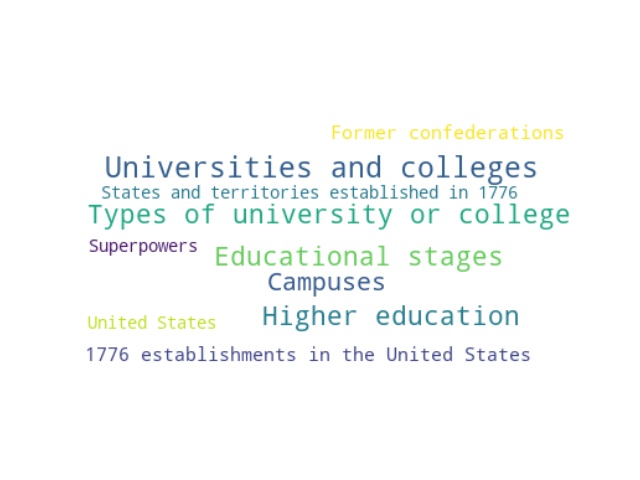 Former confederations
Universities and colleges
States and territories established in 1776
Types of university or college
Superpowers
Educational stages
Campuses
Higher education
United States
1776 establishments in the United States